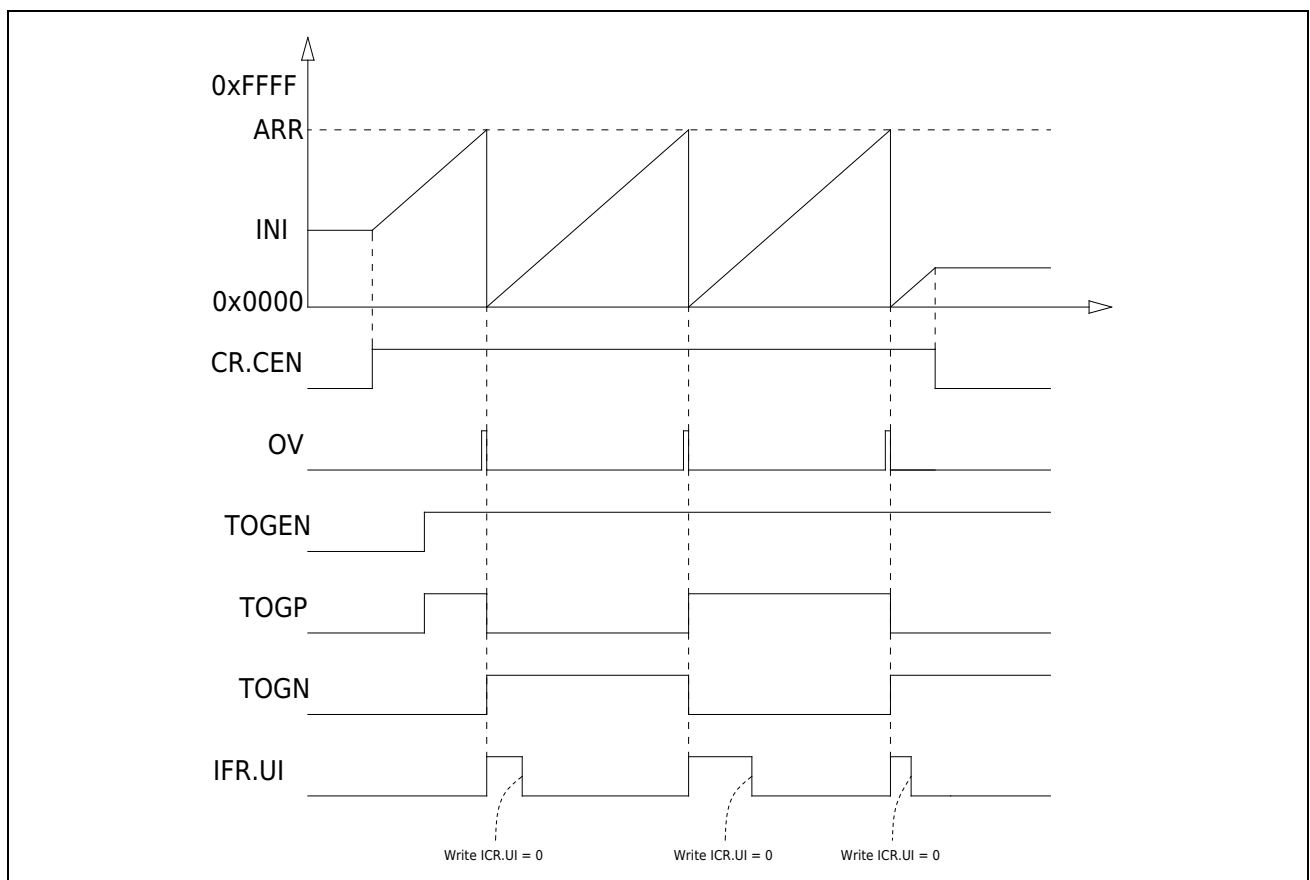 0xFFFF
ARR
INI
0x0000
CR.CEN
OV
TOGEN
TOGP
TOGN
IFR.UI
Write ICR.UI = 0 Write ICR.UI = 0 Write ICR.UI = 0